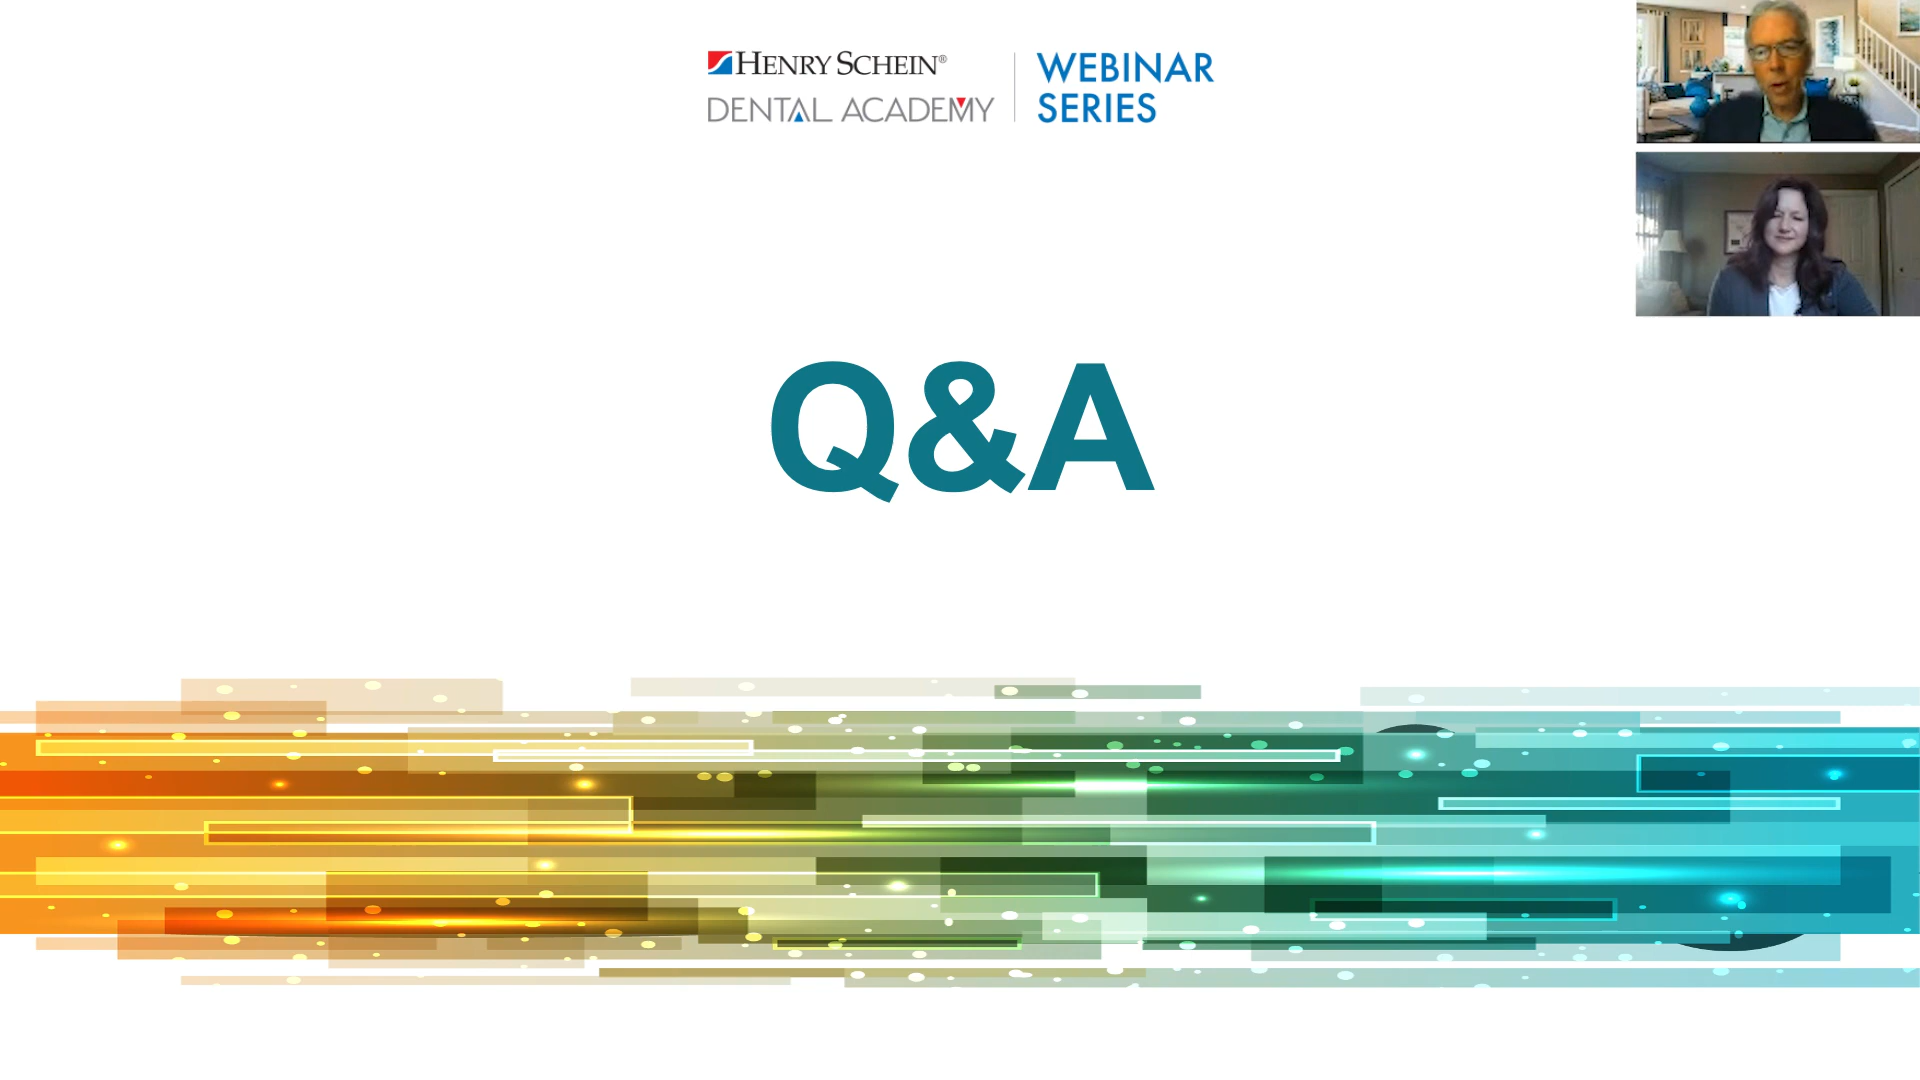 HENRY SCHEIN®
DENTAL ACADEMY
WEBINAR
SERIES
Q&A